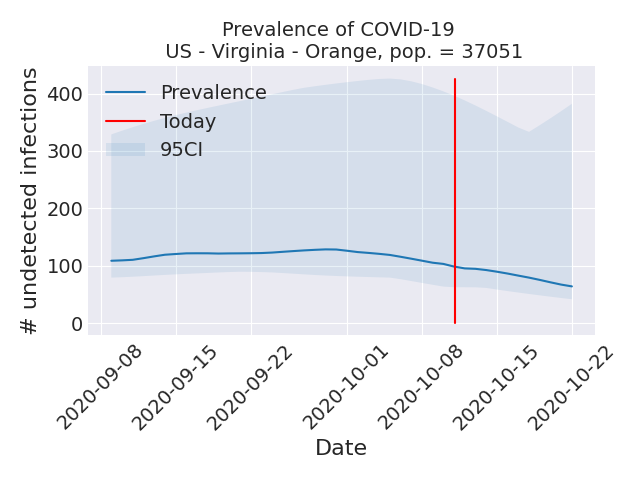 Prevalence of COVID-19
US - Virginia - Orange, pop. = 37051
# undetected infections
400
300
200
100
0
Prevalence
Today
95CI
2020-09-08
2020-09-15
2020-09-22
2020-10-01
2020-10-08
2020-10-15
2020-10-22
Date